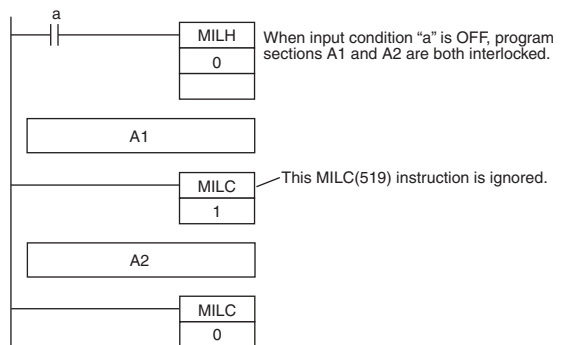 a
MILH
0
When input condition “a” is OFF, program
sections A1 and A2 are both interlocked.
A1
MILC
1
This MILC(519) instruction is ignored.
A2
MILC
0